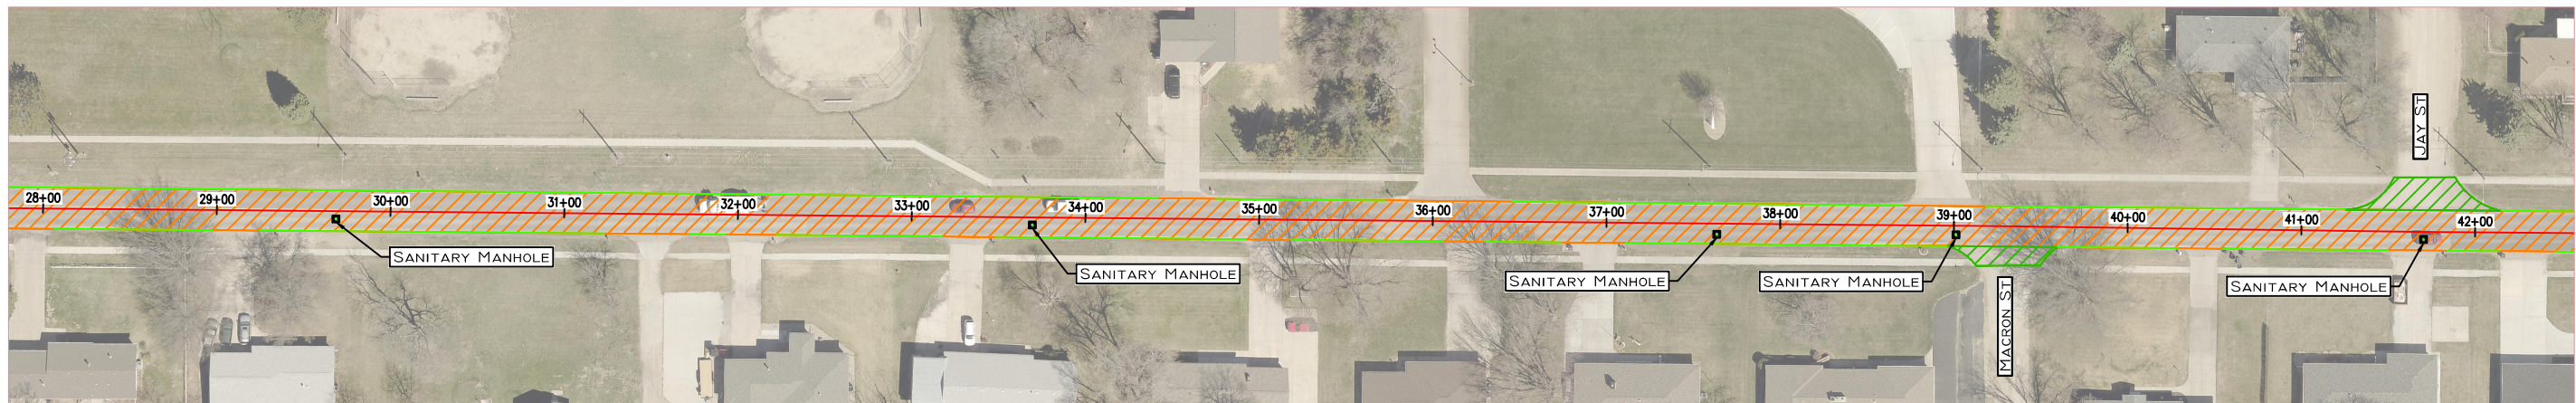 JAY ST
28+00
29+00
30+00
31+00
32+00
33+00
34+00
35+00
36+00
37+00
38+00
39+00
40+00
41+00
42+00
SANITARY MANHOLE
SANITARY MANHOLE
SANITARY MANHOLE
SANITARY MANHOLE
SANITARY MANHOLE
MACRON ST